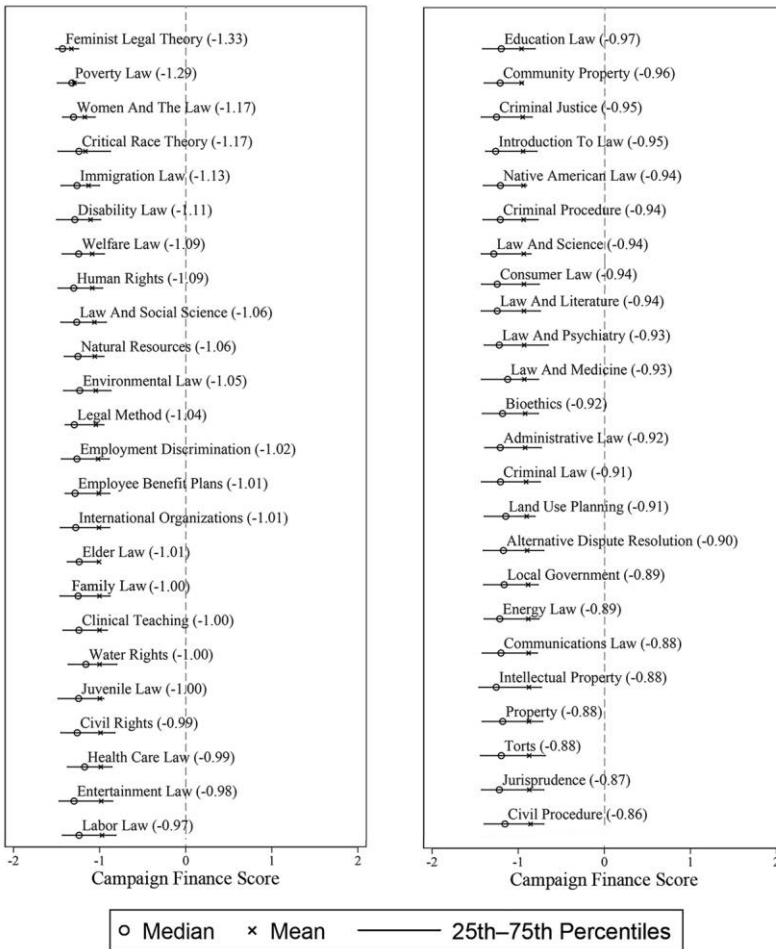 Feminist Legal Theory (-1.33)
Poverty Law (-1.29)
Women And The Law (-1.17)
Critical Race Theory (-1.17)
Immigration Law (-1.13)
Disability Law (-1.11)
Welfare Law (-1.09)
Human Rights (-1.09)
Law And Social Science (-1.06)
Natural Resources (-1.06)
Environmental Law (-1.05)
Legal Method (-1.04)
Employment Discrimination (-1.02)
Employee Benefit Plans (-1.01)
International Organizations (-1.01)
Elder Law (-1.01)
Family Law (-1.00)
Clinical Teaching (-1.00)
Water Rights (-1.00)
Juvenile Law (-1.00)
Civil Rights (-0.99)
Health Care Law (-0.99)
Entertainment Law (-0.98)
Labor Law (-0.97)
-2 -1 0 1 2
Campaign Finance Score
Education Law (-0.97)
Community Property (-0.96)
Criminal Justice (-0.95)
Introduction To Law (-0.95)
Native American Law (-0.94)
Criminal Procedure (-0.94)
Law And Science (-0.94)
Consumer Law (-0.94)
Law And Literature (-0.94)
Law And Psychiatry (-0.93)
Law And Medicine (-0.93)
Bioethics (-0.92)
Administrative Law (-0.92)
Criminal Law (-0.91)
Land Use Planning (-0.91)
Alternative Dispute Resolution (-0.90)
Local Government (-0.89)
Energy Law (-0.89)
Communications Law (-0.88)
Intellectual Property (-0.88)
Property (-0.88)
Torts (-0.88)
Jurisprudence (-0.87)
Civil Procedure (-0.86)
-2 -1 0 1 2
Campaign Finance Score
Median Mean 25th–75th Percentiles